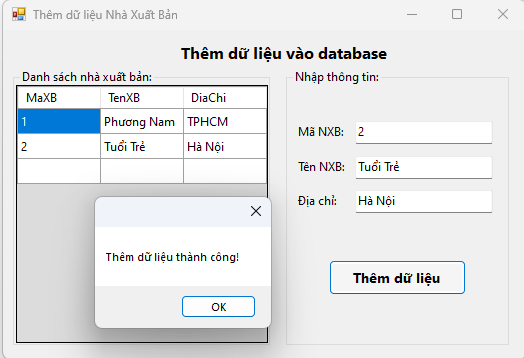 Thêm dữ liệu Nhà Xuất Bản
Thêm dữ liệu vào database
Danh sách nhà xuất bản:
MaXB TenXB DiaChi
1 Phương Nam TPHCM
2 Tuổi Trẻ Hà Nội
Nhập thông tin:
Mã NXB: 2
Tên NXB: Tuổi Trẻ
Địa chỉ: Hà Nội
Thêm dữ liệu
Thêm dữ liệu thành công!
OK